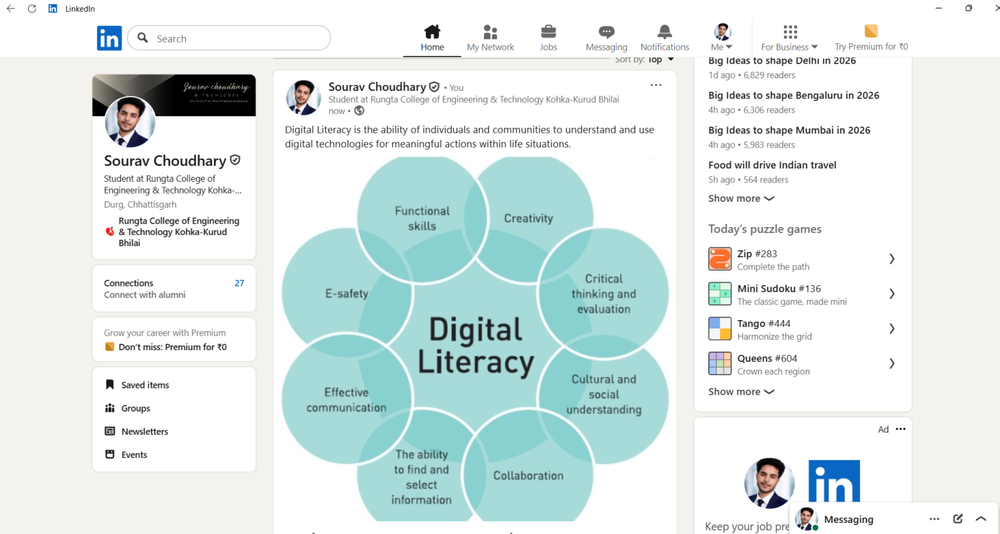 LinkedIn
in
Search
Home
My Network
Jobs
Messaging
Notifications
Me
For Business
Try Premium for ₹0
Sourav choudhary
B.TECH(CSE)
Sourav Choudhary
Student at Rungta College of
Engineering & Technology Kohka-...
Durg, Chhattisgarh
Rungta College of Engineering
& Technology Kohka-Kurud
Bhilai
Connections 27
Connect with alumni
Grow your career with Premium
Don't miss: Premium for ₹0
Saved items
Groups
Newsletters
Events
Sort by: Top
Sourav Choudhary • You
Student at Rungta College of Engineering & Technology Kohka-Kurud Bhilai
now •
Digital Literacy is the ability of individuals and communities to understand and use
digital technologies for meaningful actions within life situations.
Functional
skills
Creativity
E-safety
Critical
thinking and
evaluation
Digital
Literacy
Effective
communication
Cultural and
social
understanding
The ability
to find and
select
information
Collaboration
Big Ideas to shape Delhi in 2026
1d ago • 6,829 readers
Big Ideas to shape Bengaluru in 2026
4h ago • 6,306 readers
Big Ideas to shape Mumbai in 2026
4h ago • 5,983 readers
Food will drive Indian travel
5h ago • 564 readers
Show more
Today's puzzle games
Zip #283
Complete the path
Mini Sudoku #136
The classic game, made mini
Tango #444
Harmonize the grid
Queens #604
Crown each region
Show more
Ad
in
Keep your job pre
Messaging